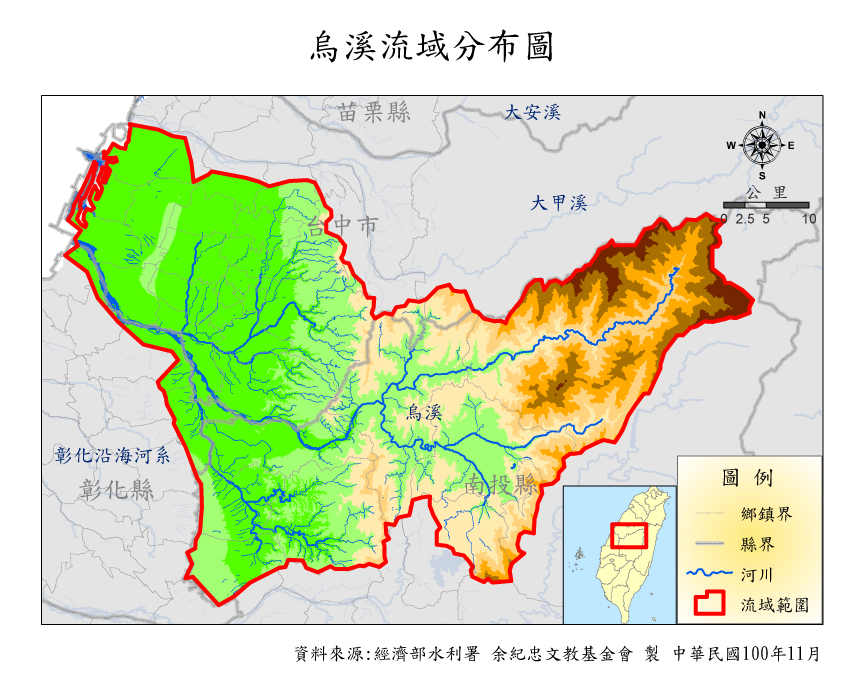 烏溪流域分布圖
苗栗縣
大安溪
N
W E
S
公里
0 2.5 5 10
大甲溪
台中市
烏溪
彰化沿海河系
彰化縣
南投縣
圖例
鄉鎮界
縣界
河川
流域範圍
資料來源:經濟部水利署 余紀忠文教基金會 製 中華民國100年11月